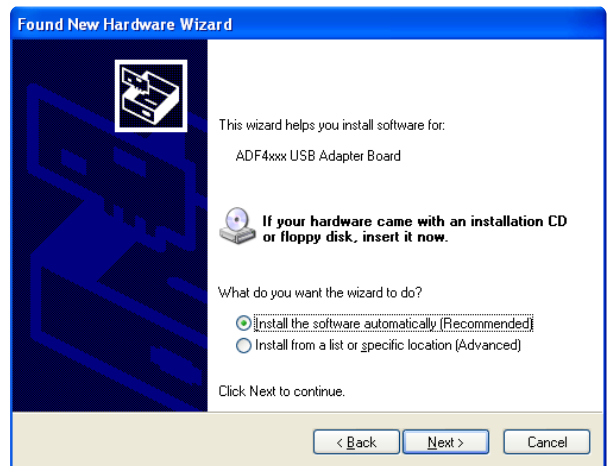 Found New Hardware Wizard
This wizard helps you install software for:
ADF4xxx USB Adapter Board
If your hardware came with an installation CD
or floppy disk, insert it now.
What do you want the wizard to do?
Install the software automatically (Recommended)
Install from a list or specific location (Advanced)
Click Next to continue.
< Back Next > Cancel